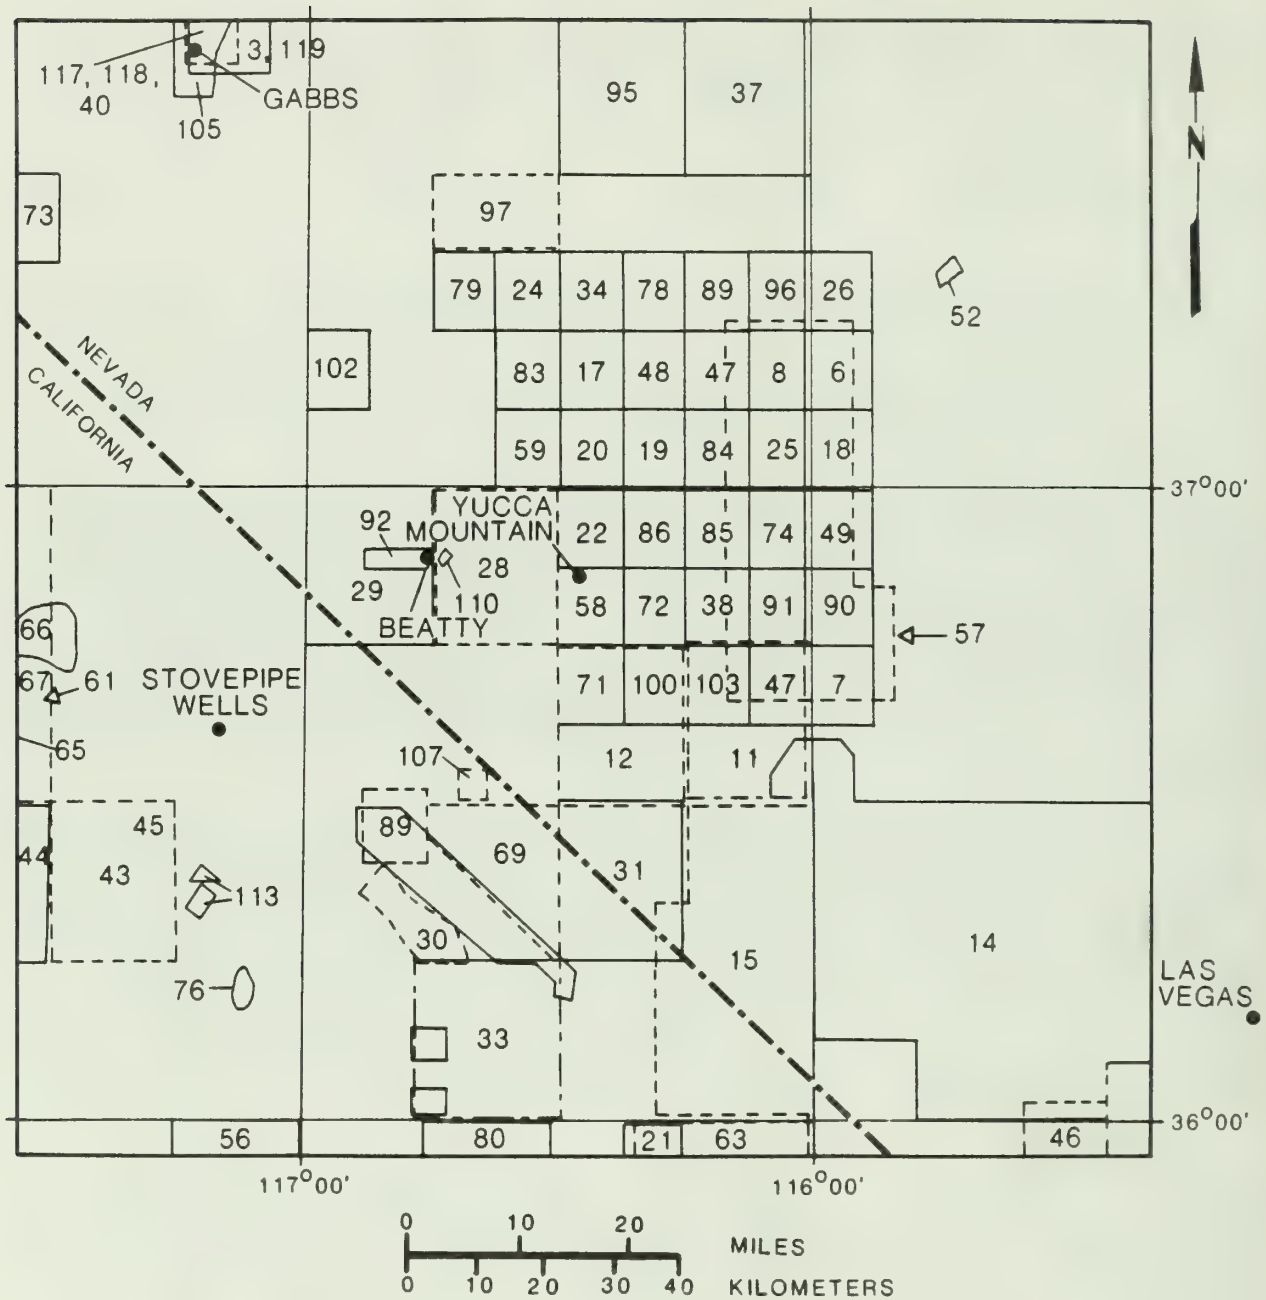 3, 119
117, 118,
40
GABBS
105
95
37
N
73
97
79 24 34 78 89 96 26
52
NEVADA
CALIFORNIA
102
83 17 48 47 8 6
59 20 19 84 25 18
37°00'
YUCCA
MOUNTAIN
92
22 86 85 74 49
28
29
110
58 72 38 91 90
BEATTY
57
66
67
61
STOVEPIPE
WELLS
71 100 103 47 7
65
107
12
11
45
89
69
31
44
43
113
30
15
14
LAS
VEGAS
76
33
36°00'
56
80
21
63
46
117°00'
116°00'
0 10 20
MILES
0 10 20 30 40
KILOMETERS